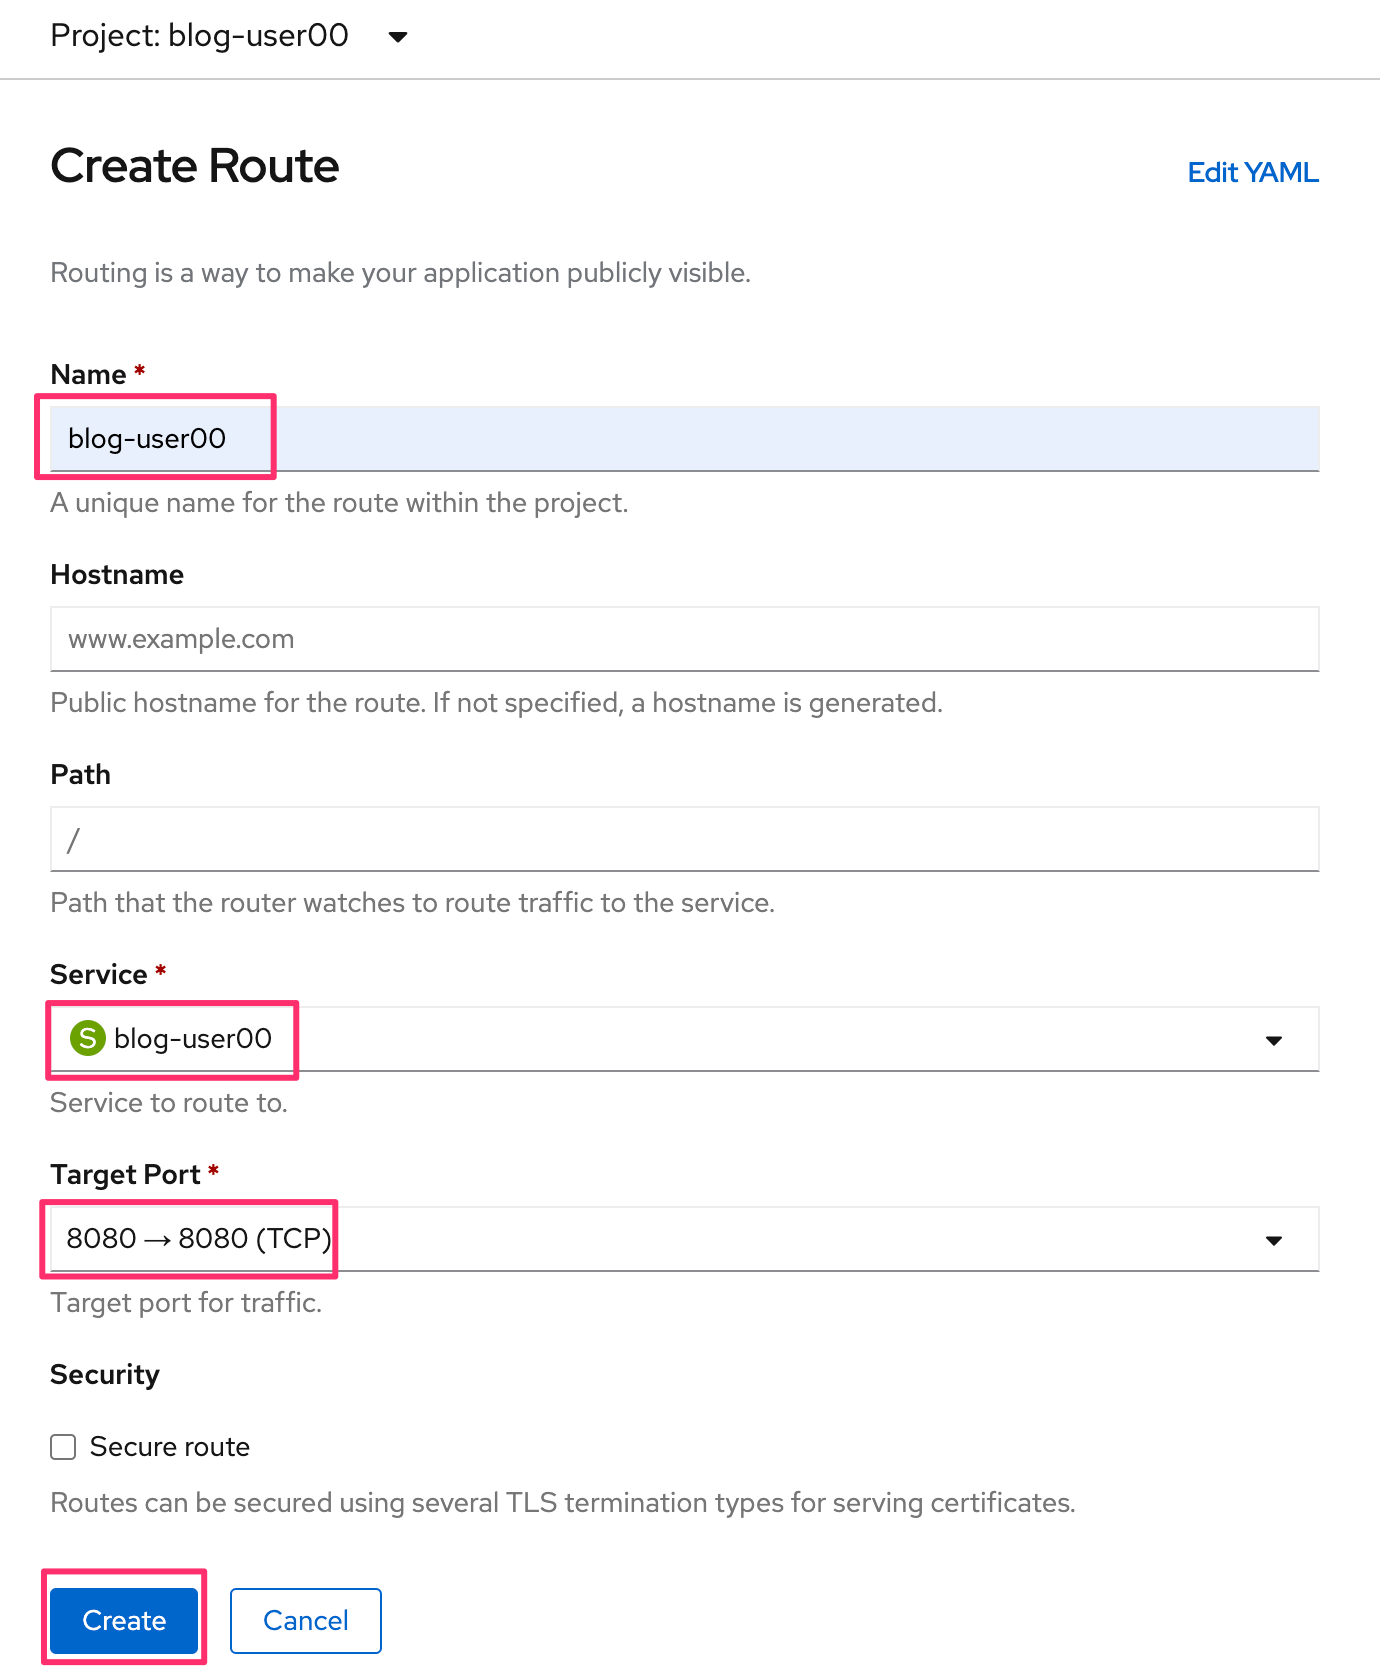 Project: blog-user00
Create Route
Edit YAML
Routing is a way to make your application publicly visible.
Name *
blog-user00
A unique name for the route within the project.
Hostname
www.example.com
Public hostname for the route. If not specified, a hostname is generated.
Path
/
Path that the router watches to route traffic to the service.
Service *
S blog-user00
Service to route to.
Target Port *
8080 → 8080 (TCP)
Target port for traffic.
Security
Secure route
Routes can be secured using several TLS termination types for serving certificates.
Create Cancel